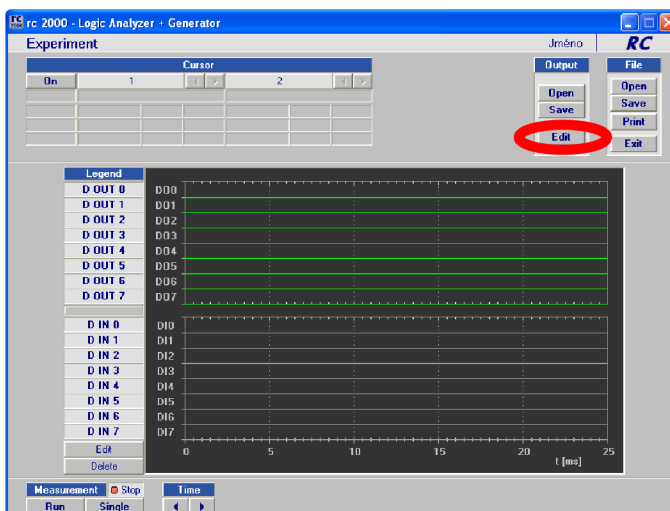 rc 2000 - Logic Analyzer + Generator
Experiment Jméno RC
Cursor Output File
On 1 2
Open Open
Save Save
Print
Edit Exit
Legend
D OUT 0 DO0
D OUT 1 DO1
D OUT 2 DO2
D OUT 3 DO3
D OUT 4 DO4
D OUT 5 DO5
D OUT 6 DO6
D OUT 7 DO7
D IN 0 DI0
D IN 1 DI1
D IN 2 DI2
D IN 3 DI3
D IN 4 DI4
D IN 5 DI5
D IN 6 DI6
D IN 7 DI7
Edit 0 5 10 15 20 25
Delete t [ms]
Measurement Stop Time
Run Single